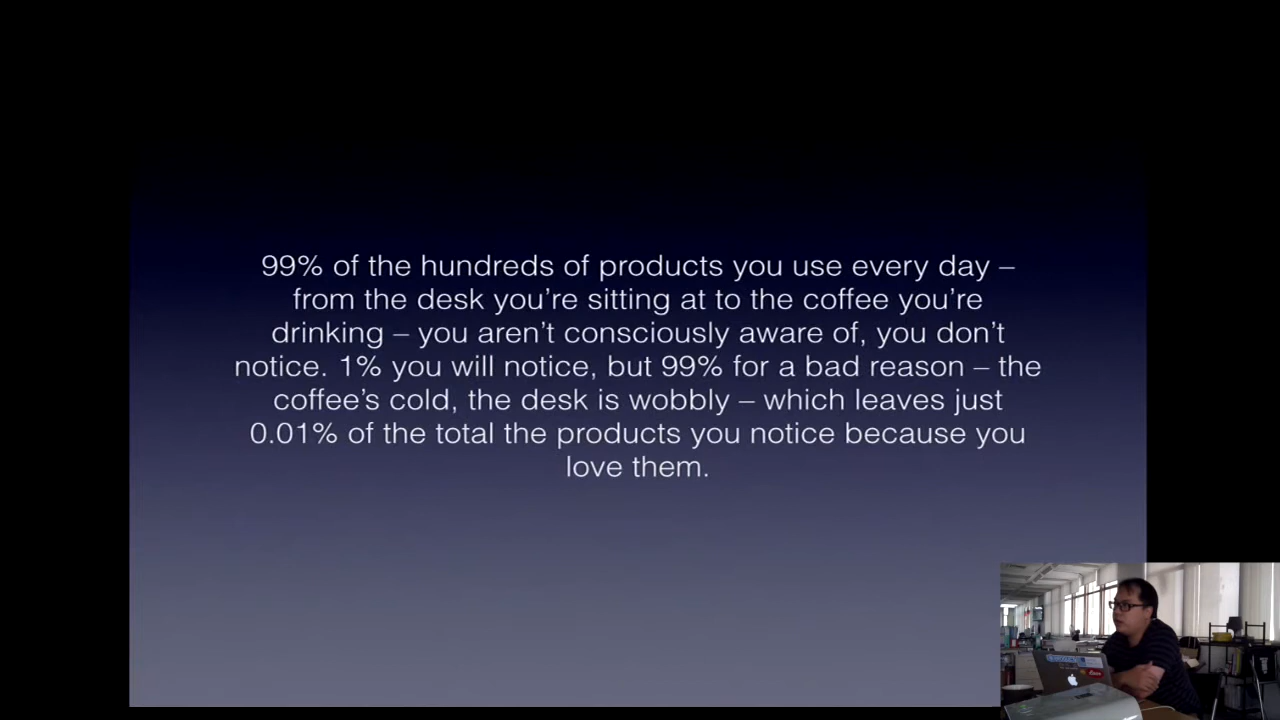 99% of the hundreds of products you use every day –
from the desk you’re sitting at to the coffee you’re
drinking – you aren’t consciously aware of, you don’t
notice. 1% you will notice, but 99% for a bad reason – the
coffee’s cold, the desk is wobbly – which leaves just
0.01% of the total the products you notice because you
love them.